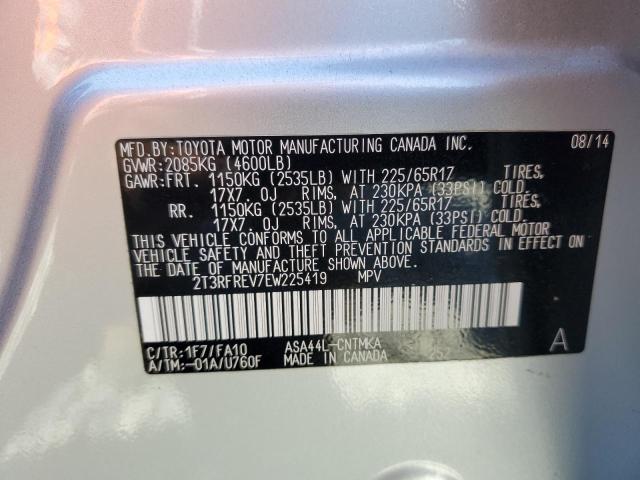 MFD.BY:TOYOTA MOTOR MANUFACTURING CANADA INC. 08/14
GVWR:2085KG (4600LB)
GAWR:FRT. 1150KG (2535LB) WITH 225/65R17 TIRES,
17X7. OJ RIMS, AT 230KPA (33PSI) COLD.
RR. 1150KG (2535LB) WITH 225/65R17 TIRES,
17X7. OJ RIMS, AT 230KPA (33PSI) COLD.
THIS VEHICLE CONFORMS TO ALL APPLICABLE FEDERAL MOTOR
VEHICLE SAFETY AND THEFT PREVENTION STANDARDS IN EFFECT ON
THE DATE OF MANUFACTURE SHOWN ABOVE.
2T3RFREV7EW225419 MPV
C/TR:1F7/FA10 ASA44L-CNTMKA
A/TM:-01A/U760F MADE IN CANADA 252 A